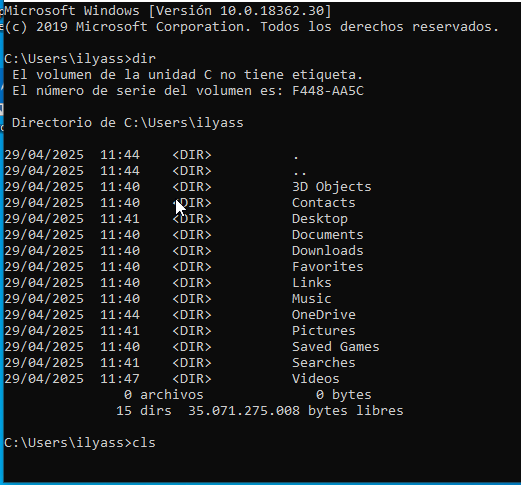 Microsoft Windows [Versión 10.0.18362.30]
(c) 2019 Microsoft Corporation. Todos los derechos reservados.
C:\Users\ilyass>dir
El volumen de la unidad C no tiene etiqueta.
El número de serie del volumen es: F448-AA5C
Directorio de C:\Users\ilyass
29/04/2025  11:44    <DIR>          .
29/04/2025  11:44    <DIR>          ..
29/04/2025  11:40    <DIR>          3D Objects
29/04/2025  11:40    <DIR>          Contacts
29/04/2025  11:41    <DIR>          Desktop
29/04/2025  11:40    <DIR>          Documents
29/04/2025  11:40    <DIR>          Downloads
29/04/2025  11:40    <DIR>          Favorites
29/04/2025  11:40    <DIR>          Links
29/04/2025  11:40    <DIR>          Music
29/04/2025  11:44    <DIR>          OneDrive
29/04/2025  11:41    <DIR>          Pictures
29/04/2025  11:40    <DIR>          Saved Games
29/04/2025  11:41    <DIR>          Searches
29/04/2025  11:47    <DIR>          Videos
0 archivos              0 bytes
15 dirs  35.071.275.008 bytes libres
C:\Users\ilyass>cls